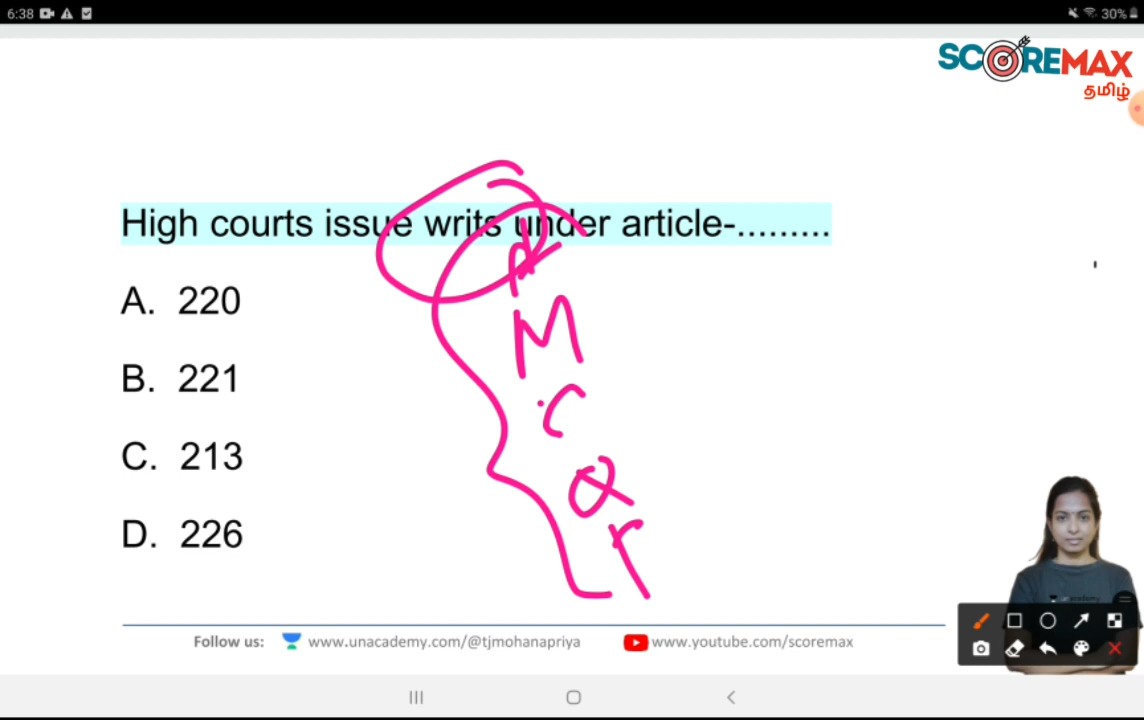 6:38
30%
SCOREMAX
தமிழ்
High courts issue writs under article-.........
A. 220
B. 221
C. 213
D. 226
M
C
Q
r
Follow us: www.unacademy.com/@tjmohanapriya www.youtube.com/scoremax